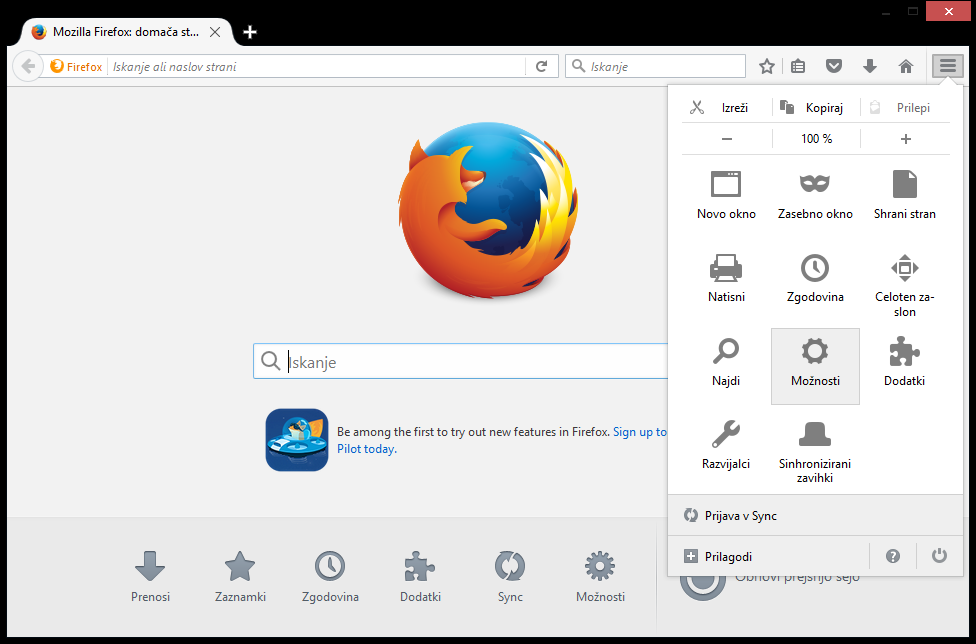 Mozilla Firefox: domača st...
Firefox
Iskanje ali naslov strani
Iskanje
Izreži
Kopiraj
Prilepi
100 %
Novo okno
Zasebno okno
Shrani stran
Natisni
Zgodovina
Celoten za-
slon
Najdi
Možnosti
Dodatki
Razvijalci
Sinhronizirani
zavihki
Prijava v Sync
Prilagodi
Iskanje
Be among the first to try out new features in Firefox. Sign up to
Pilot today.
Prenosi
Zaznamki
Zgodovina
Dodatki
Sync
Možnosti
Obnovi prejšnjo sejo